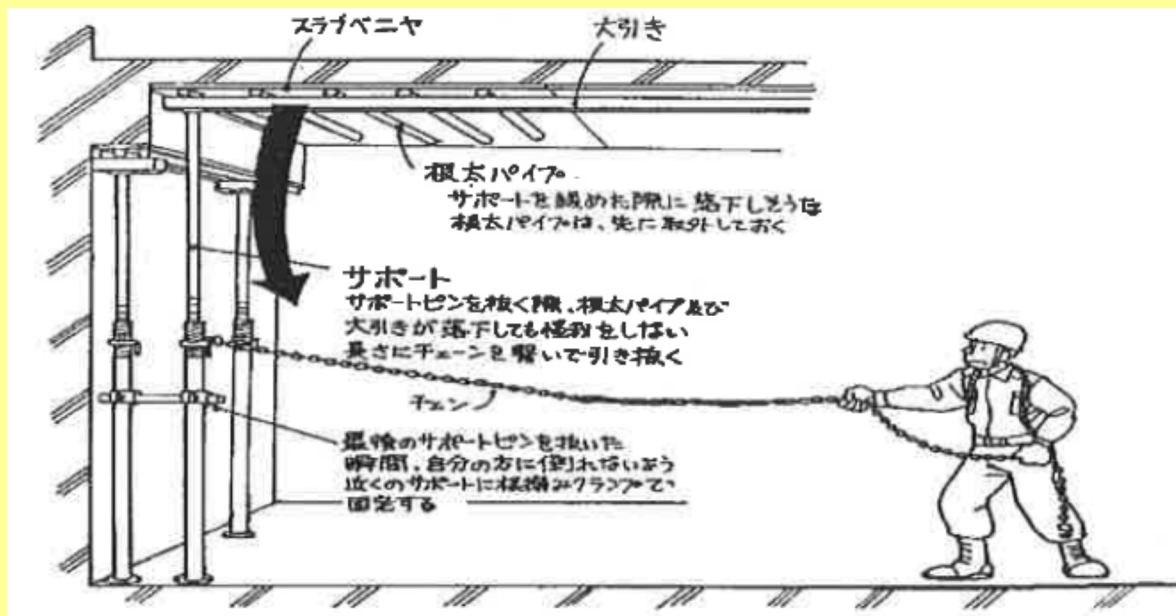 スラブベニヤ
大引き
根太パイプ
サポートを緩めた際に落下しそうな
根太パイプは、先に取外しておく
サポート
サポートピンを抜く際、根太パイプ及び
大引きが落下しても怪我をしない
長さにチェーンを繋いで引き抜く
チェン
最後のサポートピンを抜いた
瞬間、自分の方に倒れないよう
近くのサポートに根搦みクランプで
固定する